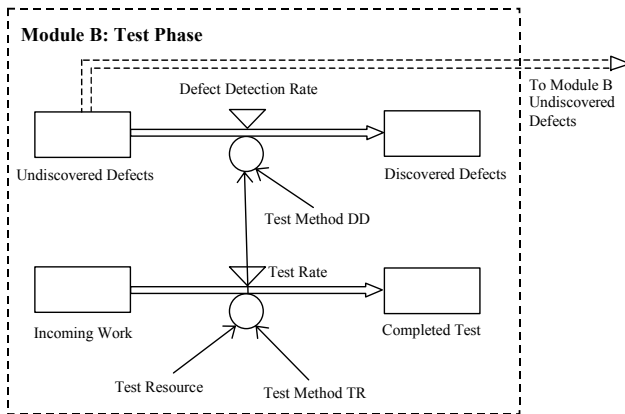 Module B: Test Phase
Defect Detection Rate
To Module B
Undiscovered
Defects
Undiscovered Defects
Discovered Defects
Test Method DD
Test Rate
Incoming Work
Completed Test
Test Resource
Test Method TR